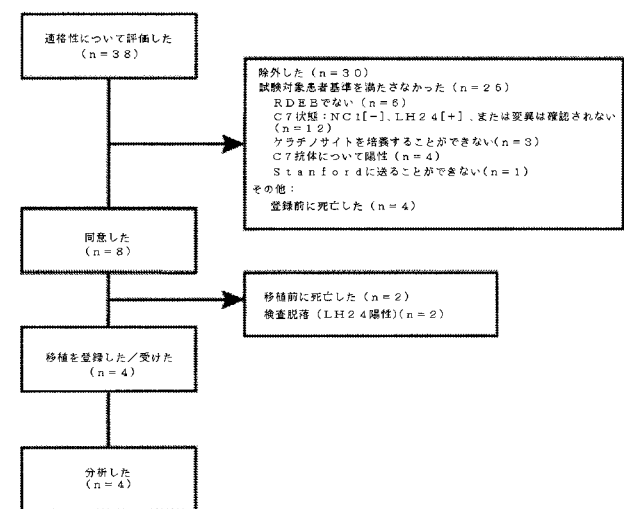 適格性について評価した
(n=38)
除外した (n=30)
試験対象患者基準を満たさなかった (n=26)
RDEBでない (n=6)
C7状態:NC1[-]、LH24[+]、または変異は確認されない
(n=12)
ケラチノサイトを培養することができない(n=3)
C7抗体について陽性 (n=4)
Stanfordに送ることができない(n=1)
その他:
登録前に死亡した (n=4)
同意した
(n=8)
移植前に死亡した (n=2)
検査脱落 (LH24陽性)(n=2)
移植を登録した/受けた
(n=4)
分析した
(n=4)